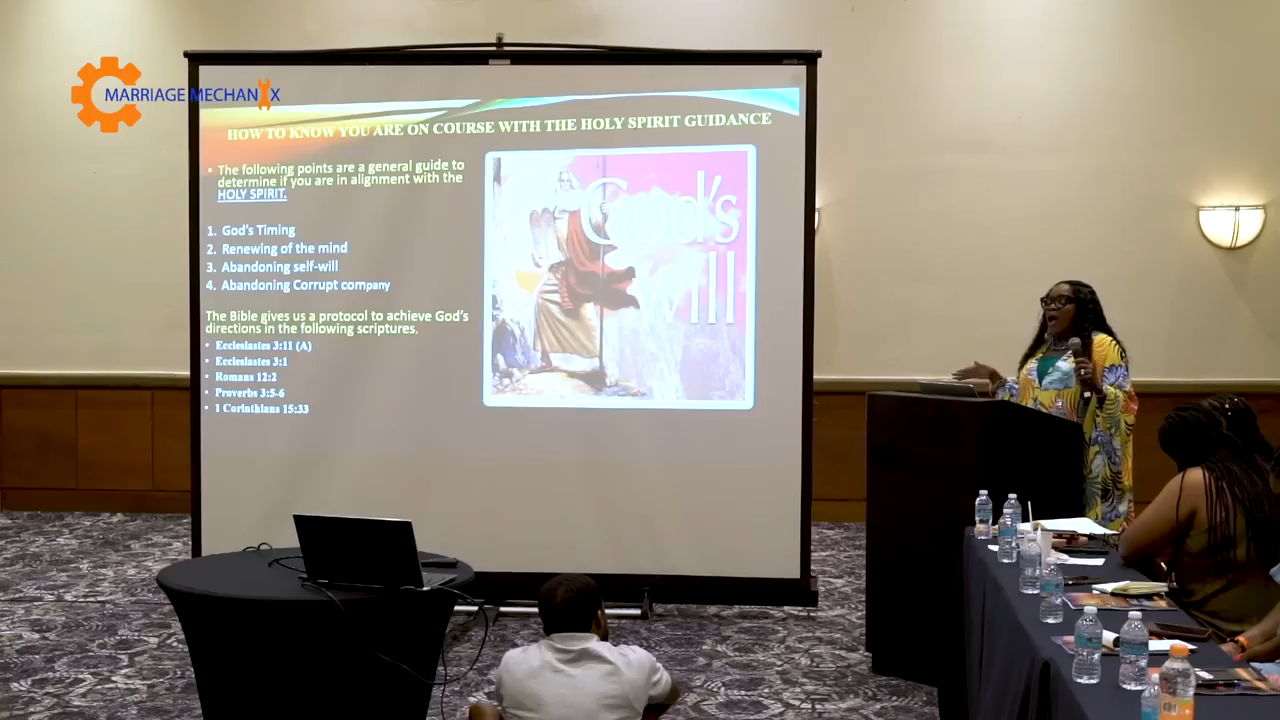 MARRIAGE MECHANIX
HOW TO KNOW YOU ARE ON COURSE WITH THE HOLY SPIRIT GUIDANCE
• The following points are a general guide to
determine if you are in alignment with the
HOLY SPIRIT.
1. God's Timing
2. Renewing of the mind
3. Abandoning self-will
4. Abandoning Corrupt company
The Bible gives us a protocol to achieve God's
directions in the following scriptures.
• Ecclesiastes 3:11 (A)
• Ecclesiastes 3:1
• Romans 12:2
• Proverbs 3:5-6
• 1 Corinthians 15:33
God's
will